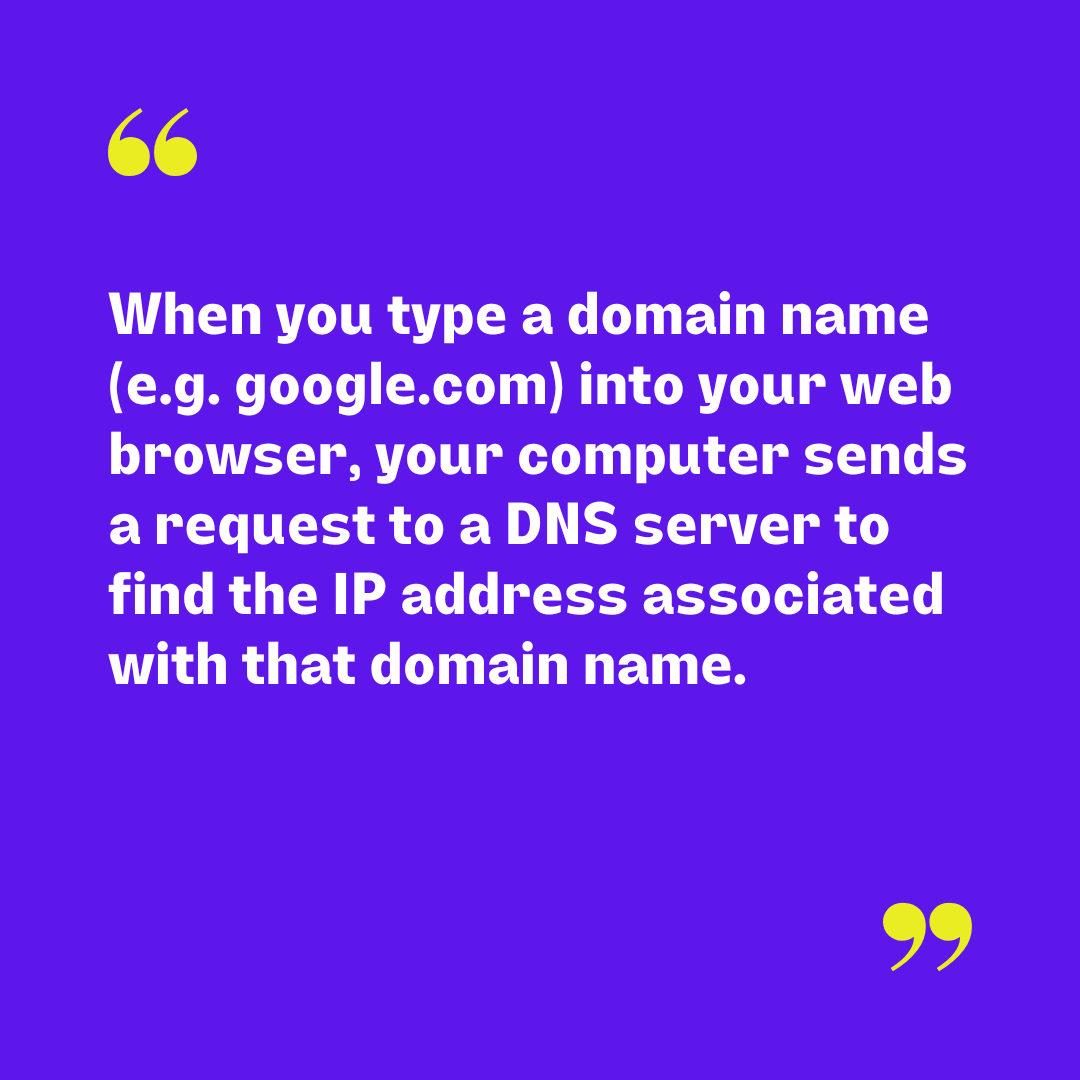 “
When you type a domain name
(e.g. google.com) into your web
browser, your computer sends
a request to a DNS server to
find the IP address associated
with that domain name.
”